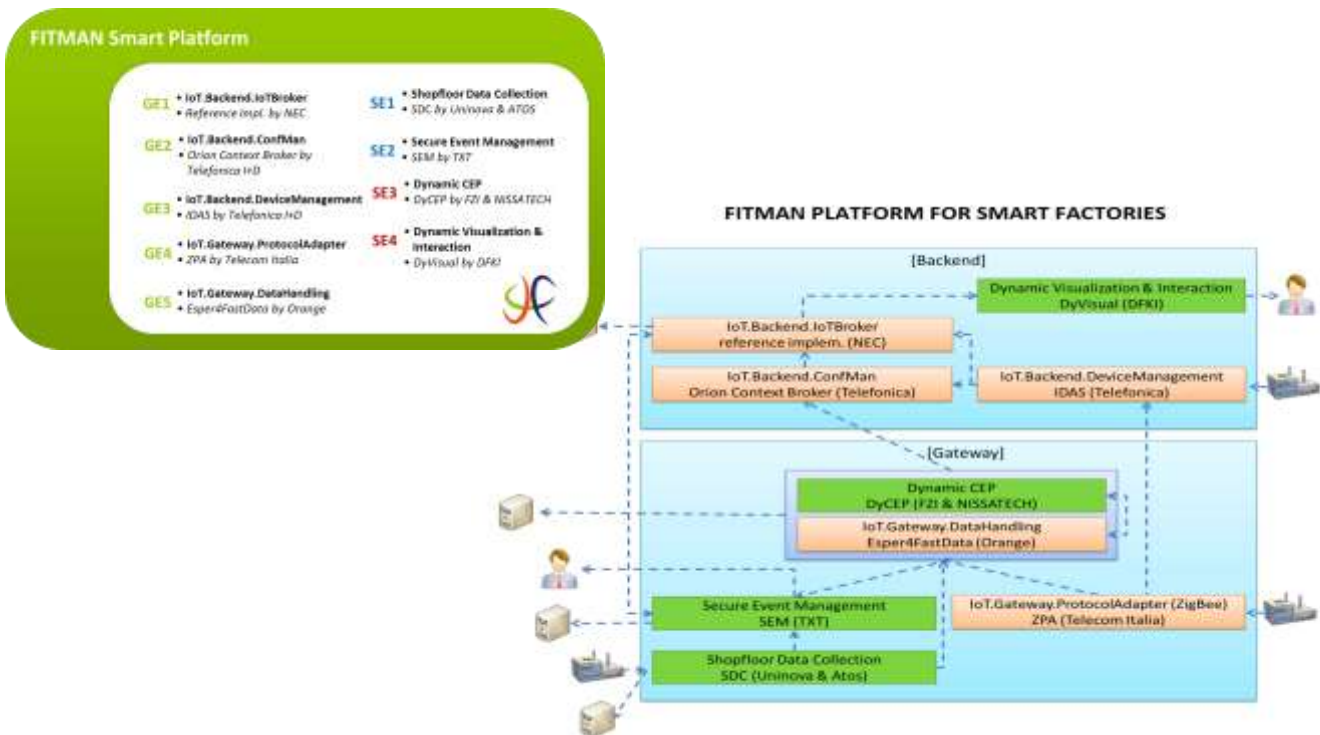 FITMAN Smart Platform
GE1
• IoT.Backend.IoTBroker
• Reference Impl. by NEC
GE2
• IoT.Backend.ConfMan
• Orion Context Broker by
Telefonica I+D
GE3
• IoT.Backend.DeviceManagement
• IDAS by Telefonica I+D
GE4
• IoT.Gateway.ProtocolAdapter
• ZPA by Telecom Italia
GE5
• IoT.Gateway.DataHandling
• Esper4FastData by Orange
SE1
• Shopfloor Data Collection
• SDC by Uninova & ATOS
SE2
• Secure Event Management
• SEM by TXT
SE3
• Dynamic CEP
• DyCEP by FZI & NISSATECH
SE4
• Dynamic Visualization &
Interaction
• DyVisual by DFKI
FITMAN PLATFORM FOR SMART FACTORIES
[Backend]
Dynamic Visualization & Interaction
DyVisual (DFKI)
IoT.Backend.IoTBroker
reference implem. (NEC)
IoT.Backend.ConfMan
Orion Context Broker (Telefonica)
IoT.Backend.DeviceManagement
IDAS (Telefonica)
[Gateway]
Dynamic CEP
DyCEP (FZI & NISSATECH)
IoT.Gateway.DataHandling
Esper4FastData (Orange)
Secure Event Management
SEM (TXT)
IoT.Gateway.ProtocolAdapter (ZigBee)
ZPA (Telecom Italia)
Shopfloor Data Collection
SDC (Uninova & Atos)